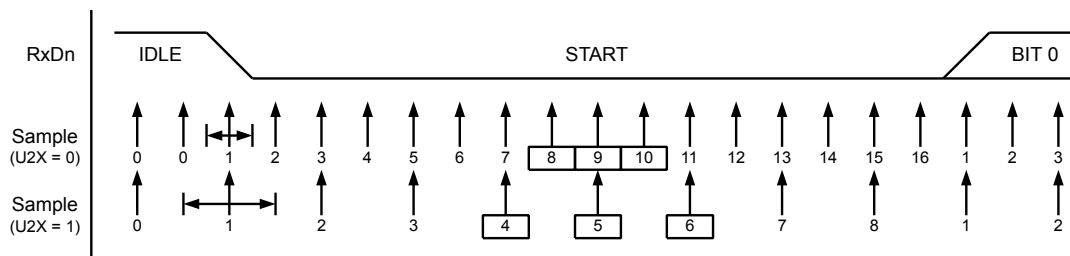 RxDn IDLE START BIT 0
Sample
(U2X = 0)
0 0 1 2 3 4 5 6 7 8 9 10 11 12 13 14 15 16 1 2 3
Sample
(U2X = 1)
0 1 2 3 4 5 6 7 8 1 2